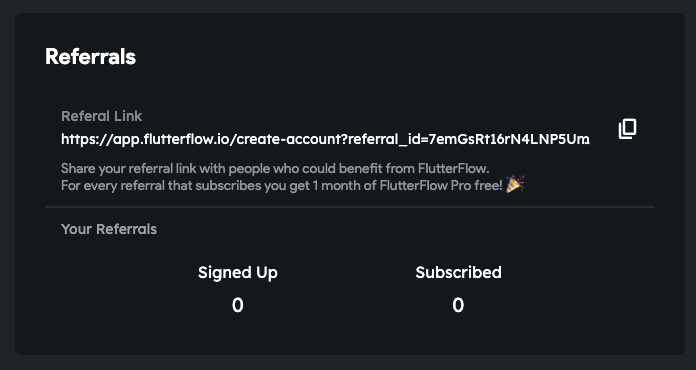 Referrals
Referal Link
https://app.flutterflow.io/create-account?referral_id=7emGsRt16rN4LNP5Um
Share your referral link with people who could benefit from FlutterFlow.
For every referral that subscribes you get 1 month of FlutterFlow Pro free! 🎉
Your Referrals
Signed Up Subscribed
0 0